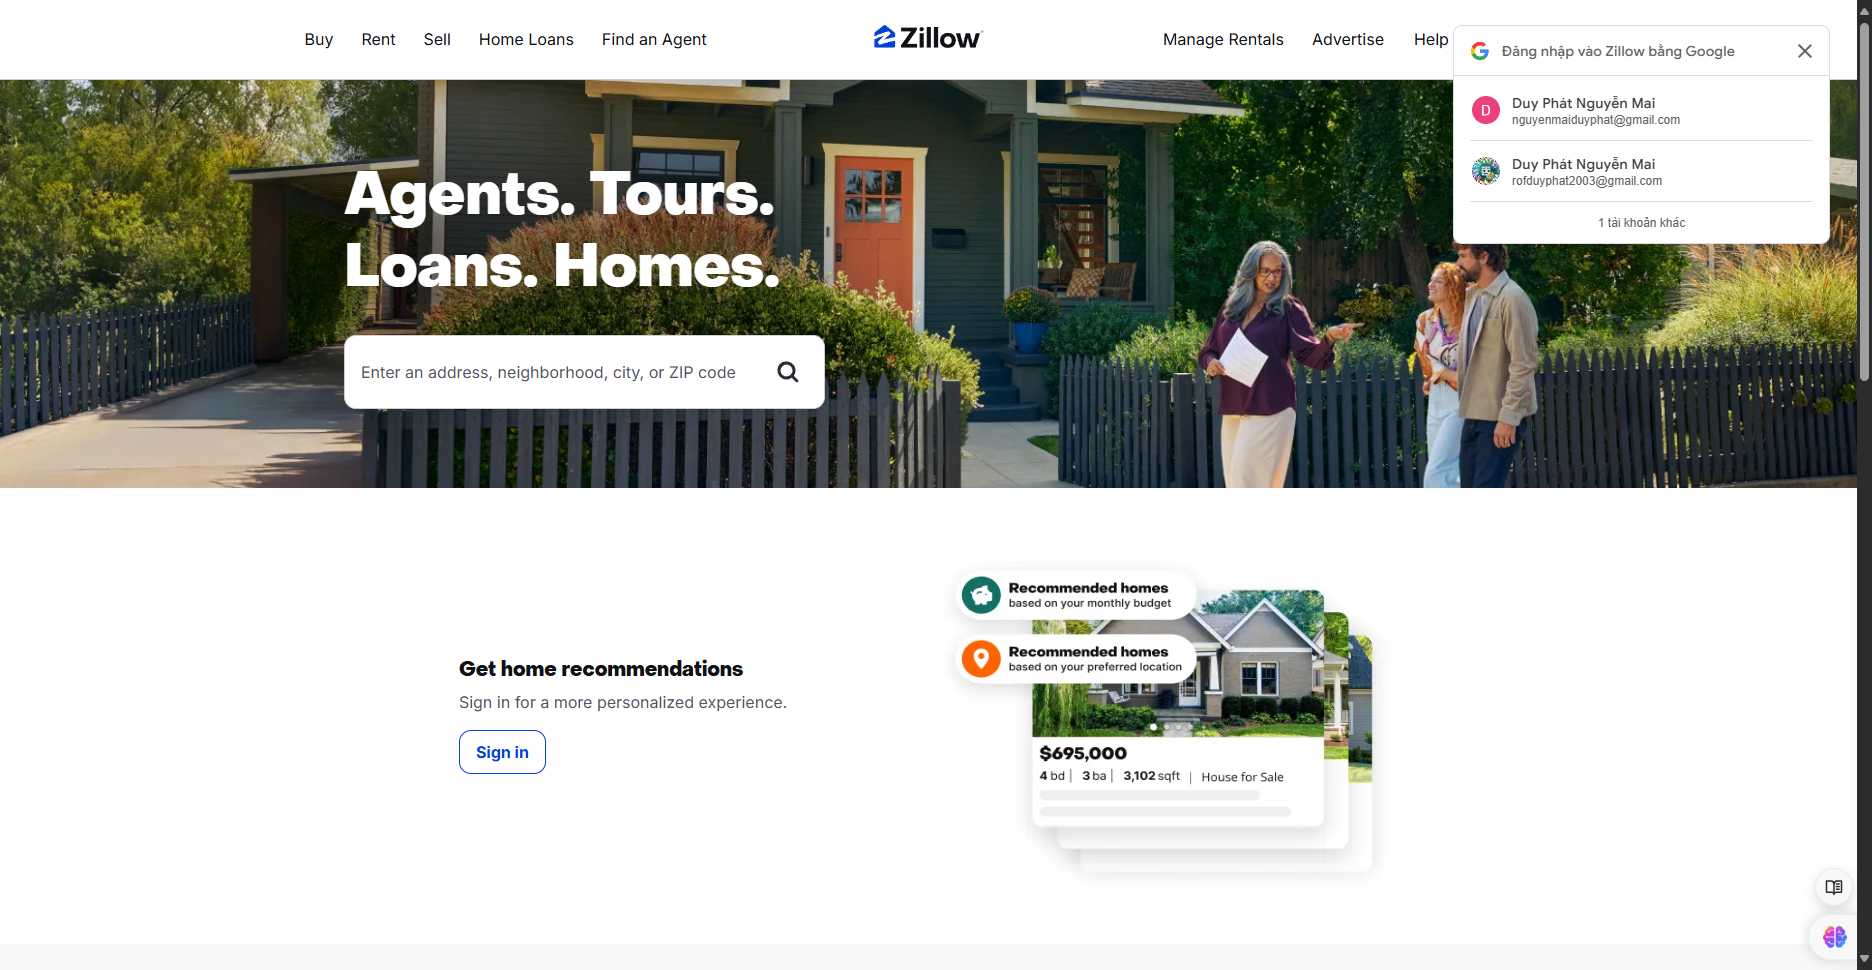 Buy
Rent
Sell
Home Loans
Find an Agent
Zillow
Manage Rentals
Advertise
Help
Đăng nhập vào Zillow bằng Google
D
Duy Phát Nguyễn Mai
nguyenmaiduyphat@gmail.com
Duy Phát Nguyễn Mai
rofduyphat2003@gmail.com
1 tài khoản khác
Agents. Tours.
Loans. Homes.
Enter an address, neighborhood, city, or ZIP code
Get home recommendations
Sign in for a more personalized experience.
Sign in
Recommended homes
based on your monthly budget
Recommended homes
based on your preferred location
$695,000
4 bd | 3 ba | 3,102 sqft | House for Sale